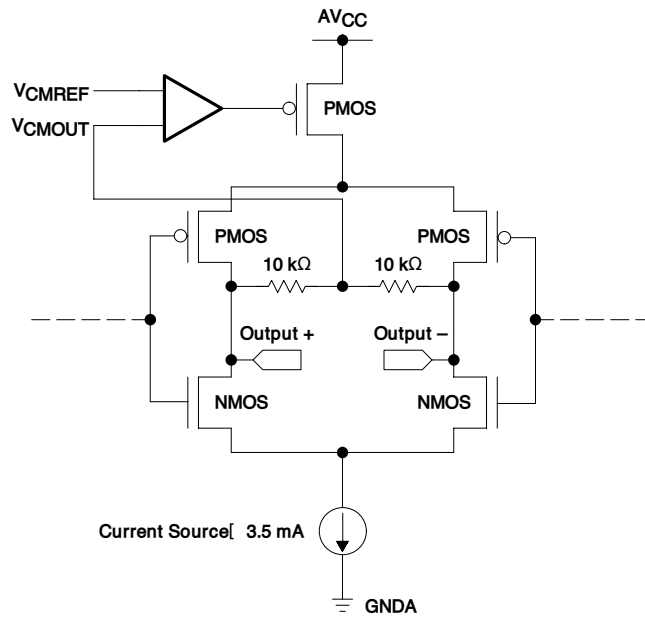 AVCC
VCMREF
VCMOUT
PMOS
PMOS
PMOS
10 kΩ
10 kΩ
Output +
Output –
NMOS
NMOS
Current Source[ 3.5 mA
GNDA